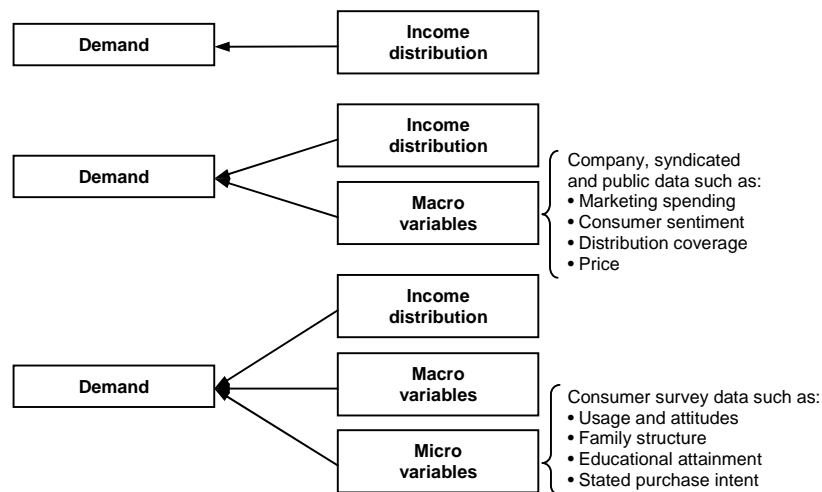 Demand
Income
distribution
Demand
Income
distribution
Macro
variables
Company, syndicated
and public data such as:
• Marketing spending
• Consumer sentiment
• Distribution coverage
• Price
Demand
Income
distribution
Macro
variables
Micro
variables
Consumer survey data such as:
• Usage and attitudes
• Family structure
• Educational attainment
• Stated purchase intent